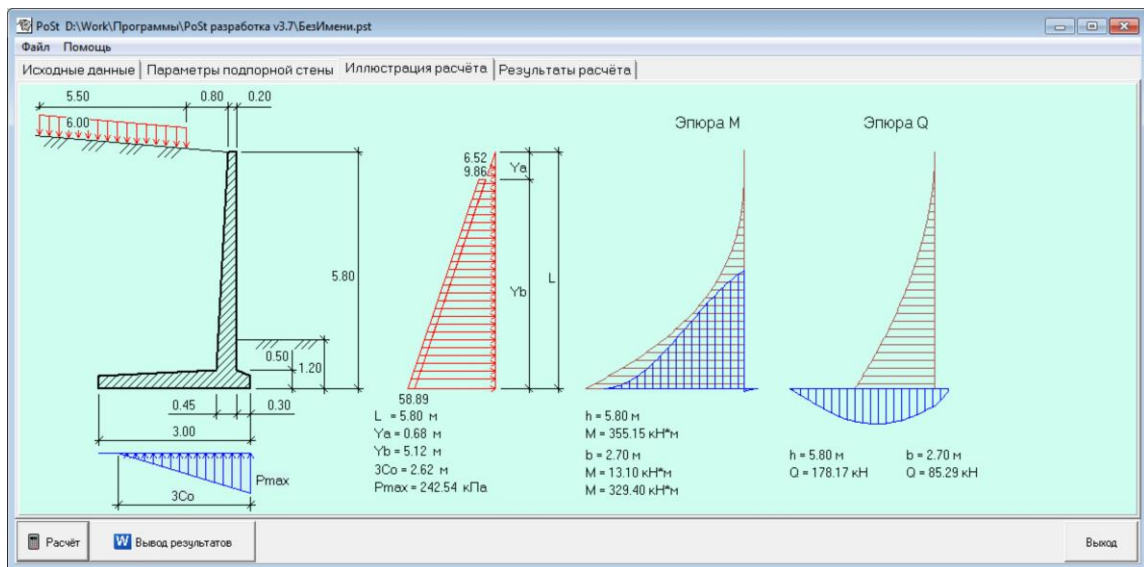 PoSt D:\Work\Программы\PoSt разработка v3.7\БезИмени.pst
Файл Помощь
Исходные данные Параметры подпорной стены Иллюстрация расчёта Результаты расчёта
5.50 0.80 0.20
6.00
Эпюра M Эпюра Q
6.52
9.86 Ya
5.80 Yb L
0.50 1.20
0.45 0.30
3.00
Pmax
3Co
58.89
L = 5.80 м
Ya = 0.68 м
Yb = 5.12 м
3Co = 2.62 м
Pmax = 242.54 кПа
h = 5.80 м
M = 355.15 кН*м
b = 2.70 м
M = 13.10 кН*м
M = 329.40 кН*м
h = 5.80 м b = 2.70 м
Q = 178.17 кН Q = 85.29 кН
Расчёт W Вывод результатов Выход